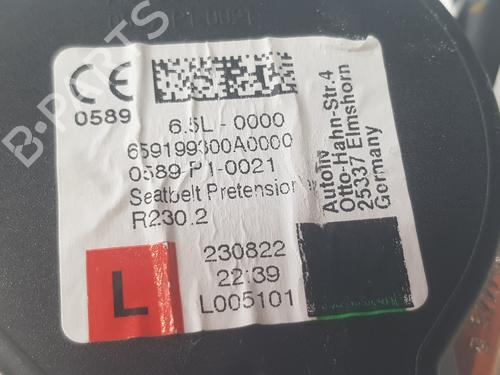 CE
0589
6.5L - 0000
659199300A0000
0589-P1-0021
Seatbelt Pretension
R230.2
L
230822
22:39
L005101
Autoliv
Otto-Hahn-Str.4
25337 Elmshorn
Germany
B-PARTS